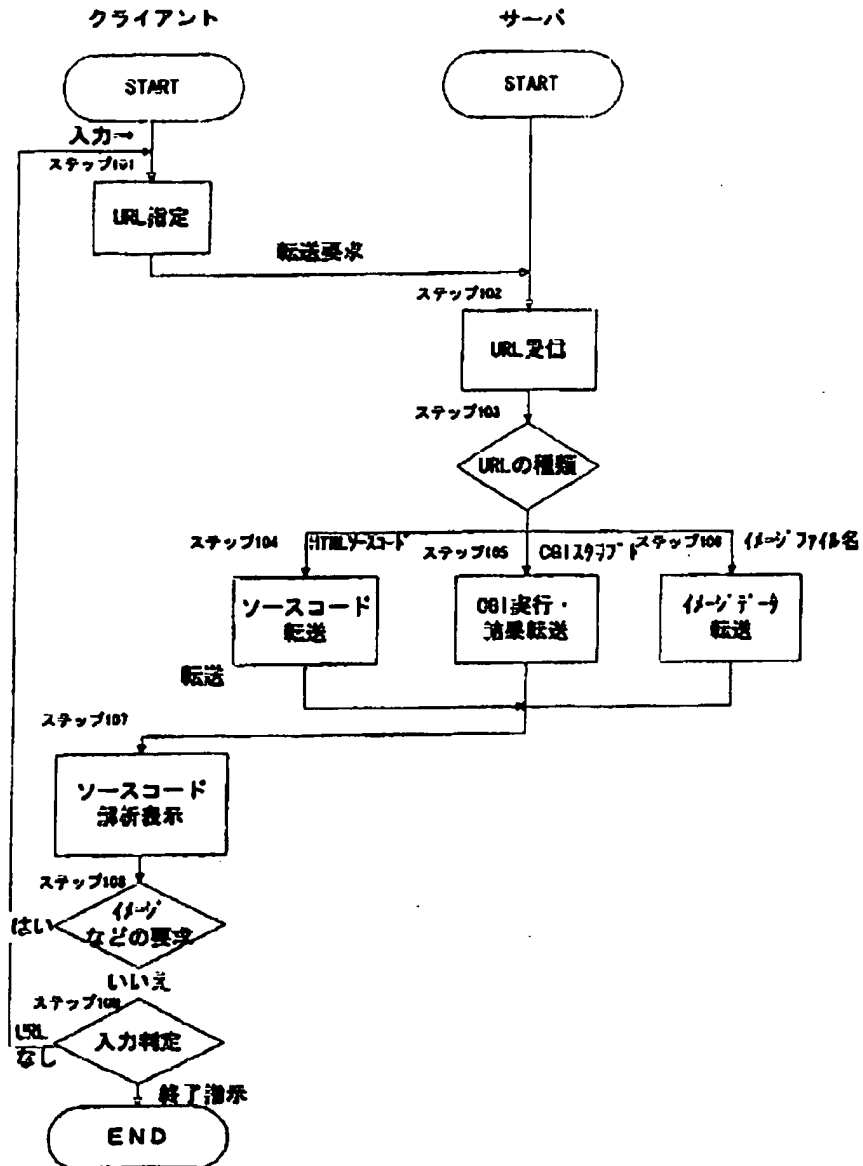 クライアント
サーバ
START
START
入力→
ステップ101
URL指定
転送要求
ステップ102
URL受信
ステップ103
URLの種類
ステップ104
HTMLソースコード
ステップ105
CGIスクリプト
ステップ106
イメージファイル名
ソースコード
転送
CGI実行・
結果転送
イメージデータ
転送
転送
ステップ107
ソースコード
解析表示
ステップ108
はい
イメージ
などの要求
いいえ
ステップ109
URL
なし
入力判定
終了指示
END